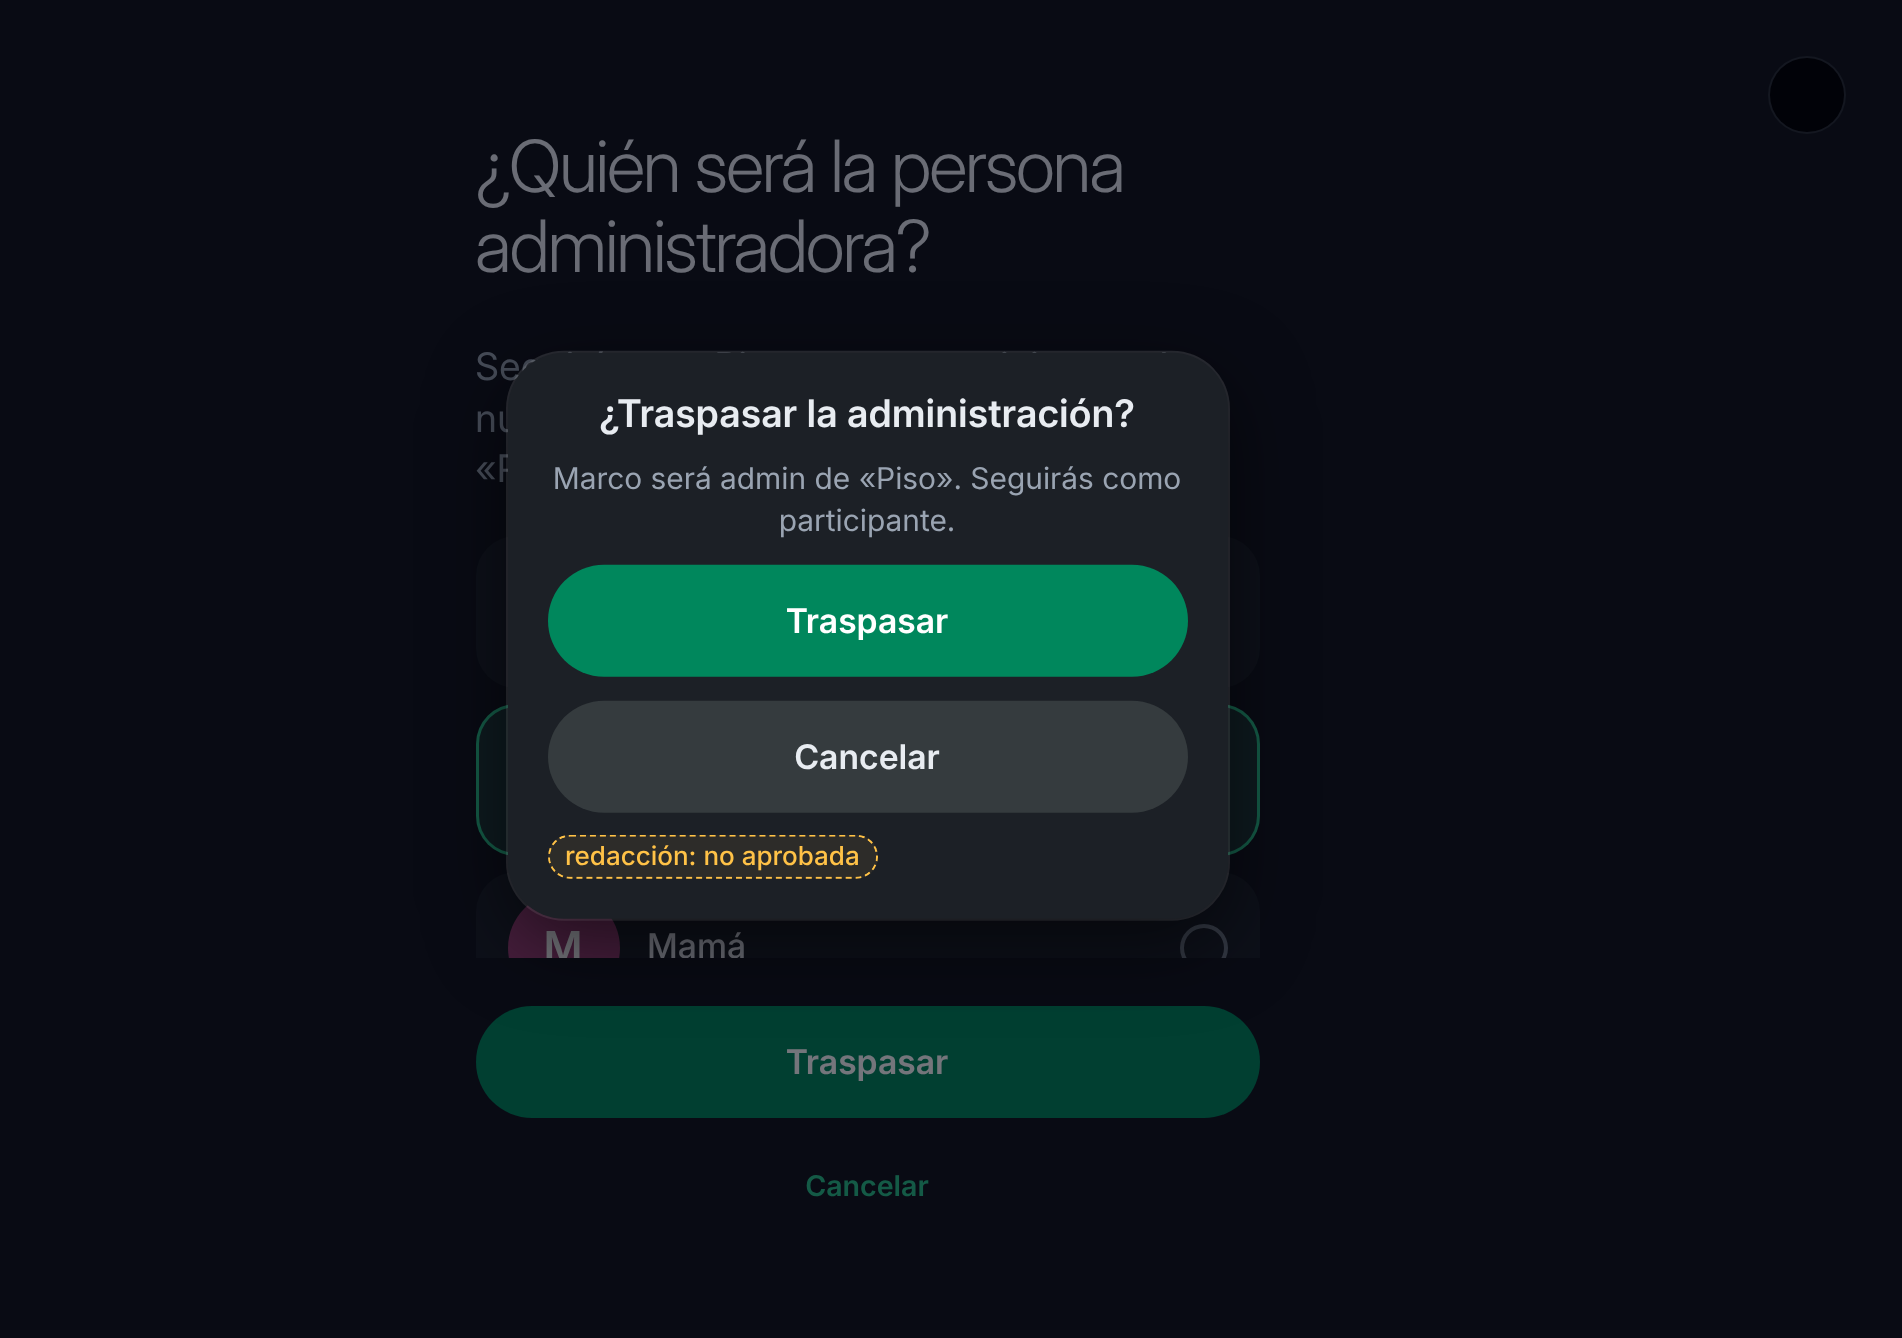 ¿Quién será la persona
administradora?
¿Traspasar la administración?
Marco será admin de «Piso». Seguirás como
participante.
Traspasar
Cancelar
redacción: no aprobada
M
Mamá
Traspasar
Cancelar